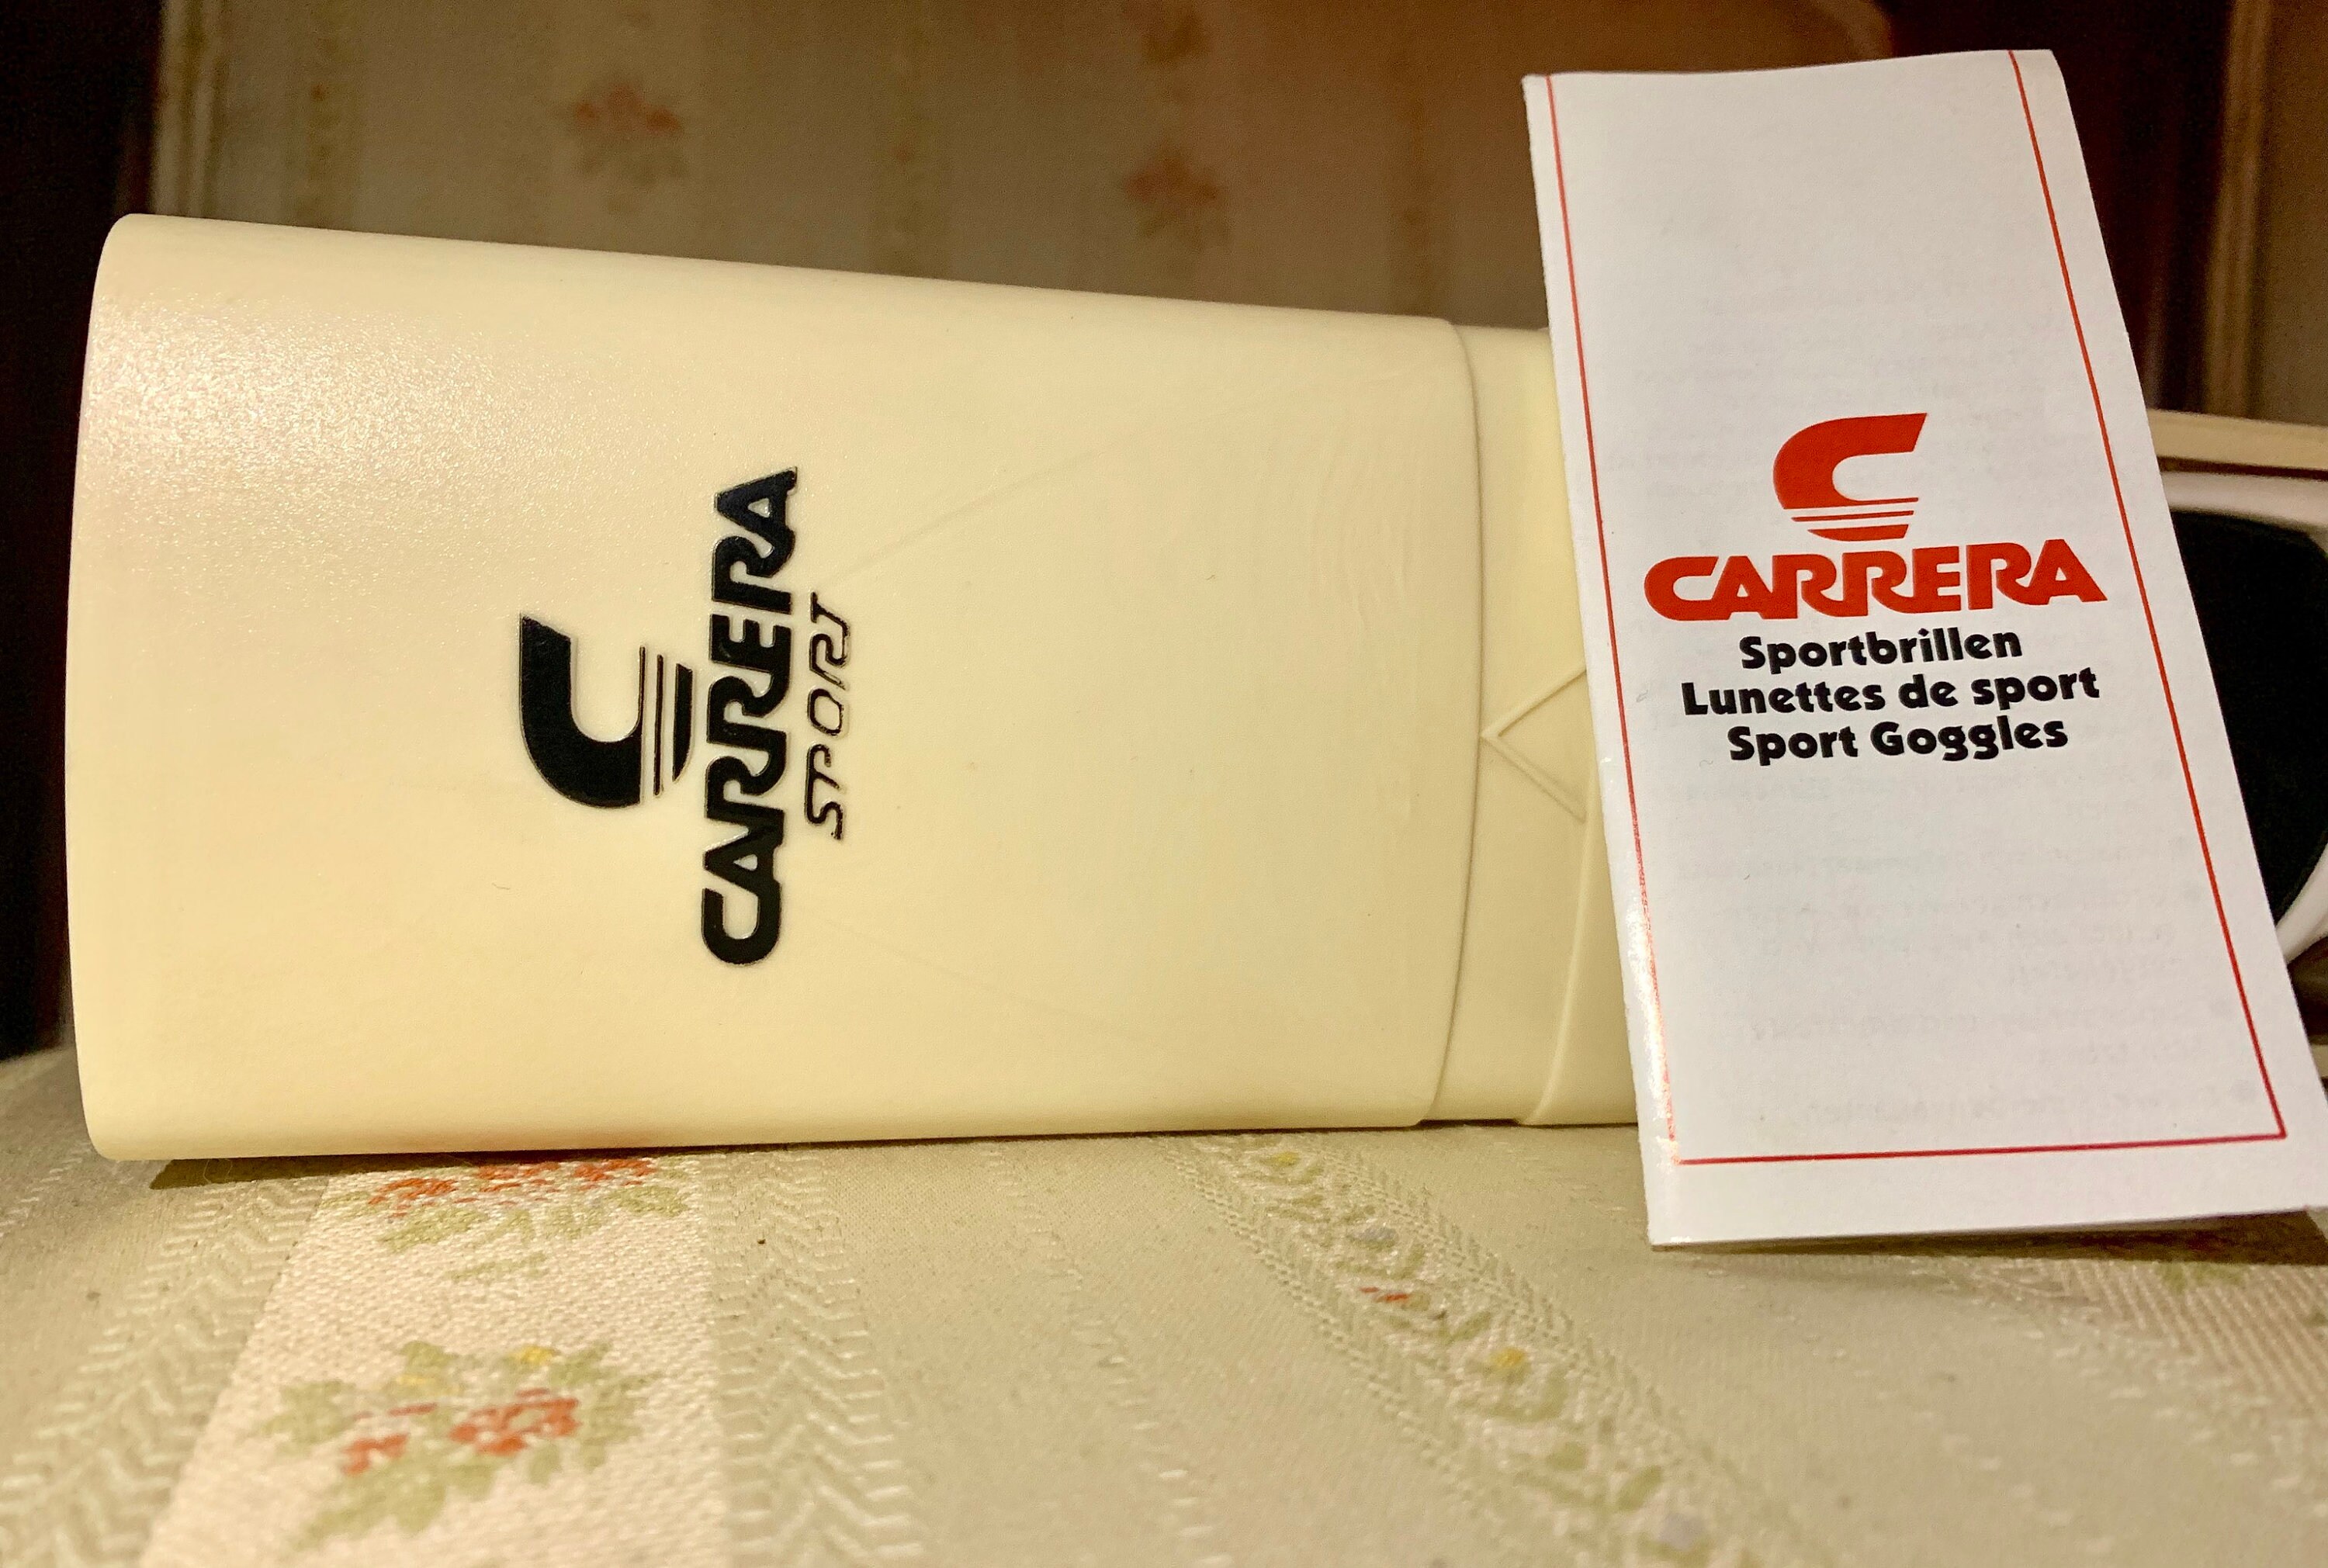 CARRERA
SPORT
CARRERA
Sportbrillen
Lunettes de sport
Sport Goggles